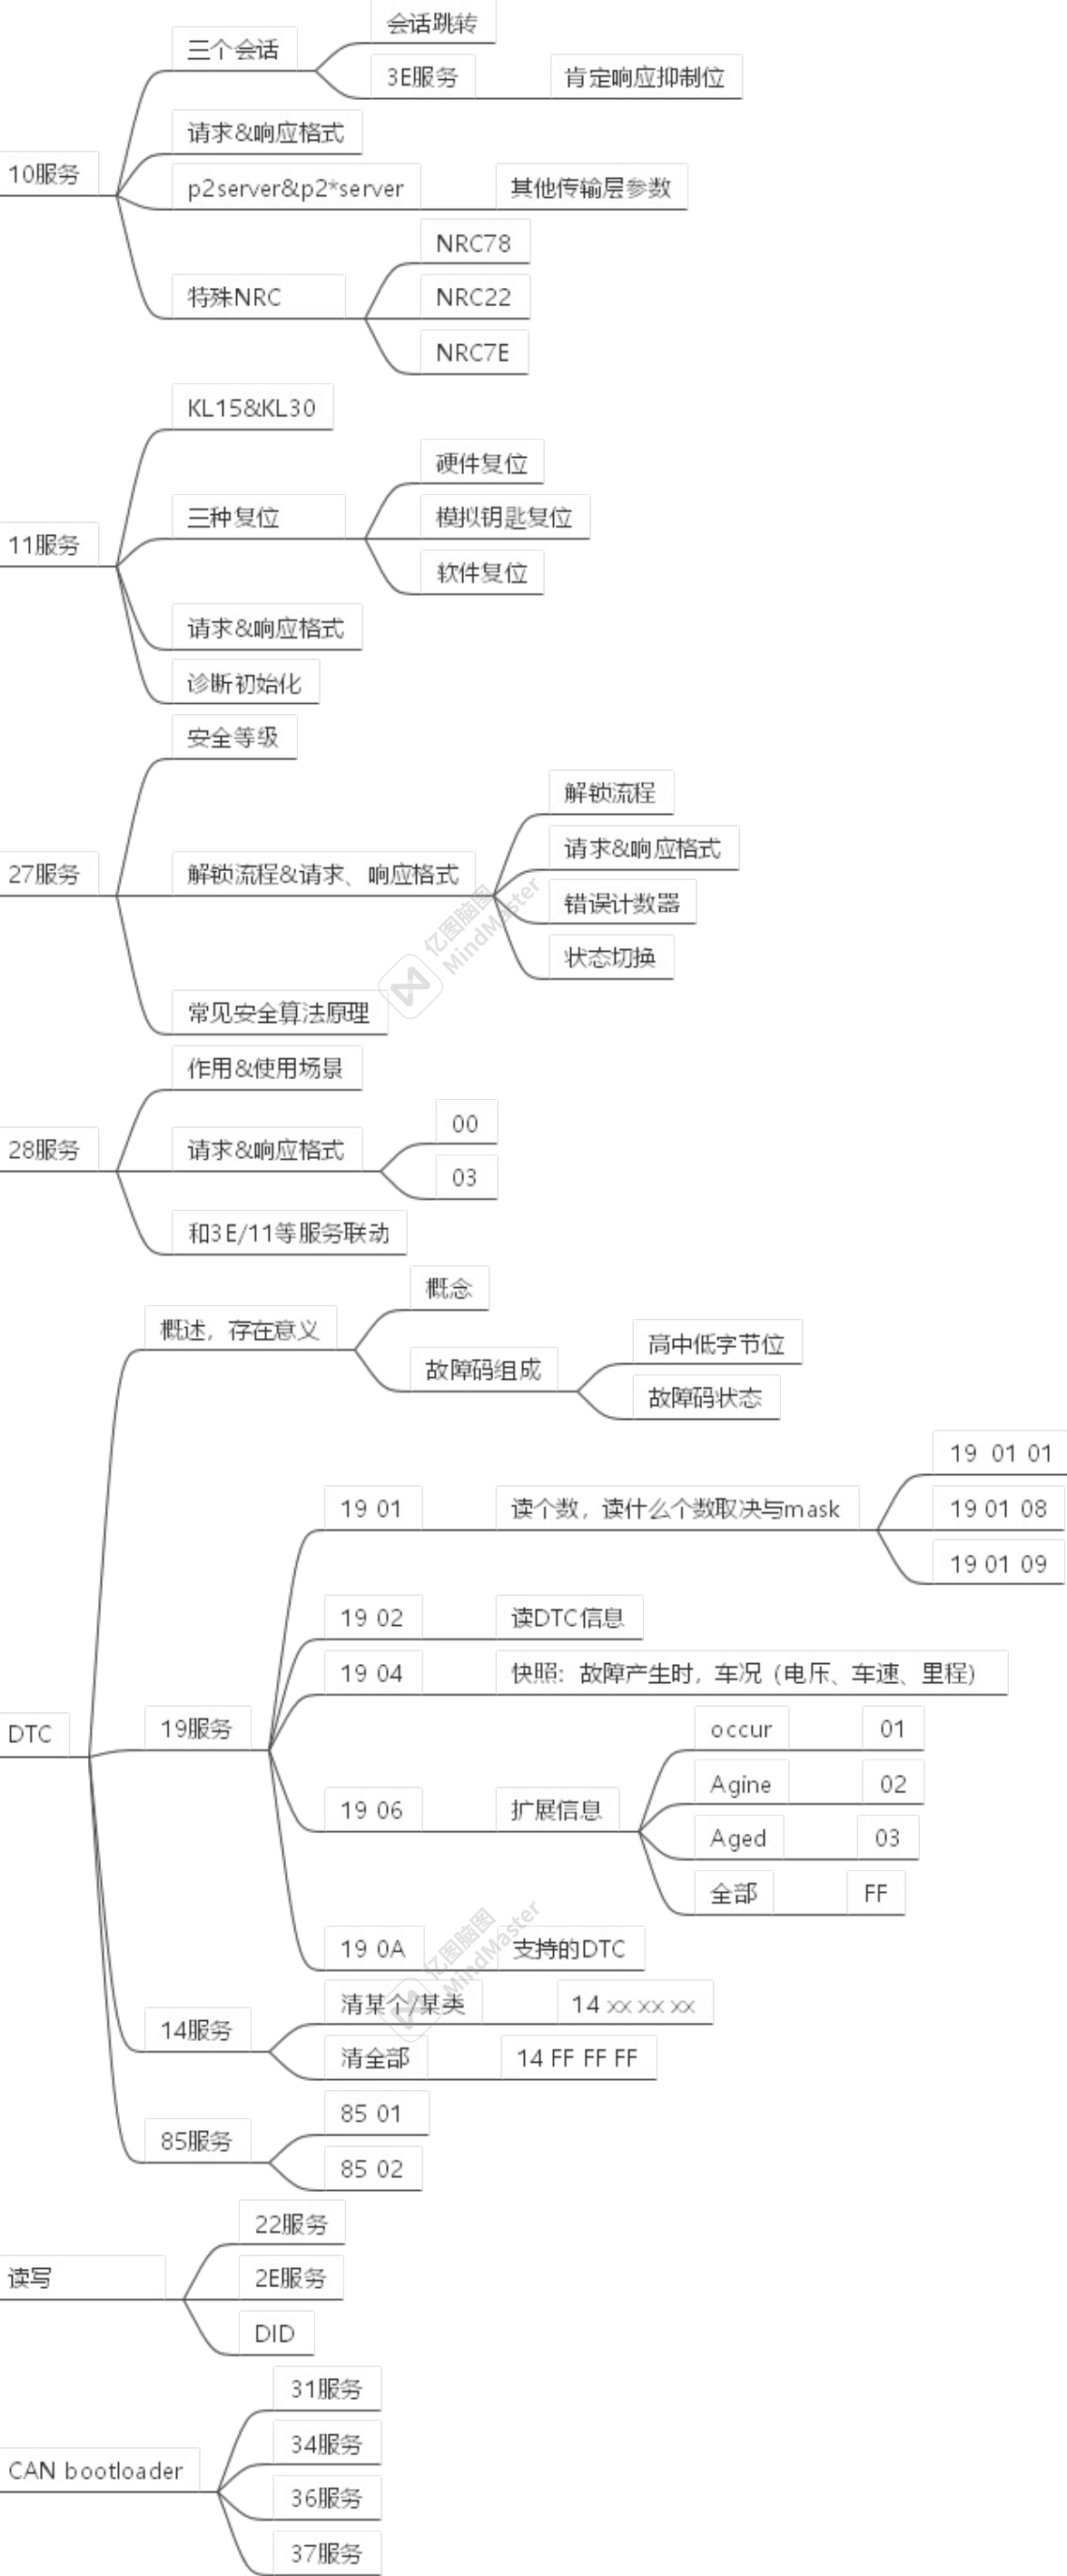 会话跳转
三个会话
3E服务
肯定响应抑制位
请求&响应格式
10服务
p2server&p2*server
其他传输层参数
NRC78
特殊NRC
NRC22
NRC7E
KL15&KL30
硬件复位
三种复位
模拟钥匙复位
11服务
软件复位
请求&响应格式
诊断初始化
安全等级
解锁流程
请求&响应格式
27服务
解锁流程&请求、响应格式
错误计数器
状态切换
常见安全算法原理
亿图脑图
MindMaster
作用&使用场景
00
28服务
请求&响应格式
03
和3E/11等服务联动
概念
概述，存在意义
高中低字节位
故障码组成
故障码状态
19 01 01
19 01
读个数，读什么个数取决与mask
19 01 08
19 01 09
19 02
读DTC信息
19 04
快照：故障产生时，车况（电压、车速、里程）
DTC
19服务
occur
01
Agine
02
19 06
扩展信息
Aged
03
全部
FF
19 0A
支持的DTC
亿图脑图
MindMaster
清某个/某类
14 xx xx xx
14服务
清全部
14 FF FF FF
85 01
85服务
85 02
22服务
读写
2E服务
DID
31服务
34服务
CAN bootloader
36服务
37服务